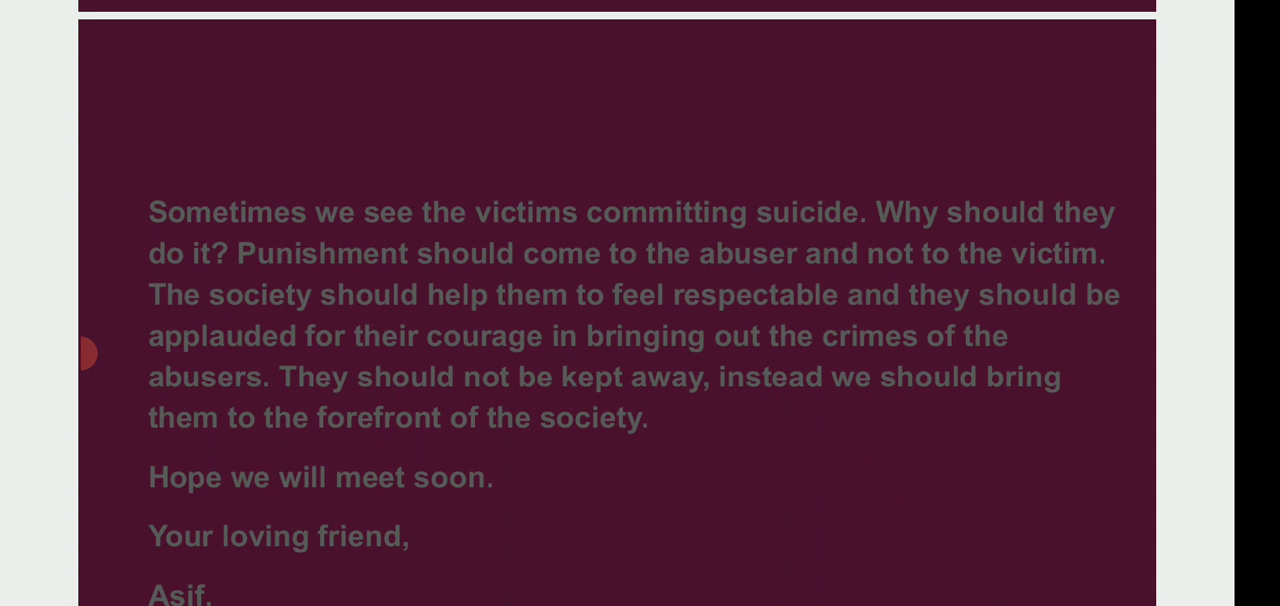 Sometimes we see the victims committing suicide. Why should they
do it? Punishment should come to the abuser and not to the victim.
The society should help them to feel respectable and they should be
applauded for their courage in bringing out the crimes of the
abusers. They should not be kept away, instead we should bring
them to the forefront of the society.
Hope we will meet soon.
Your loving friend,
Asif.